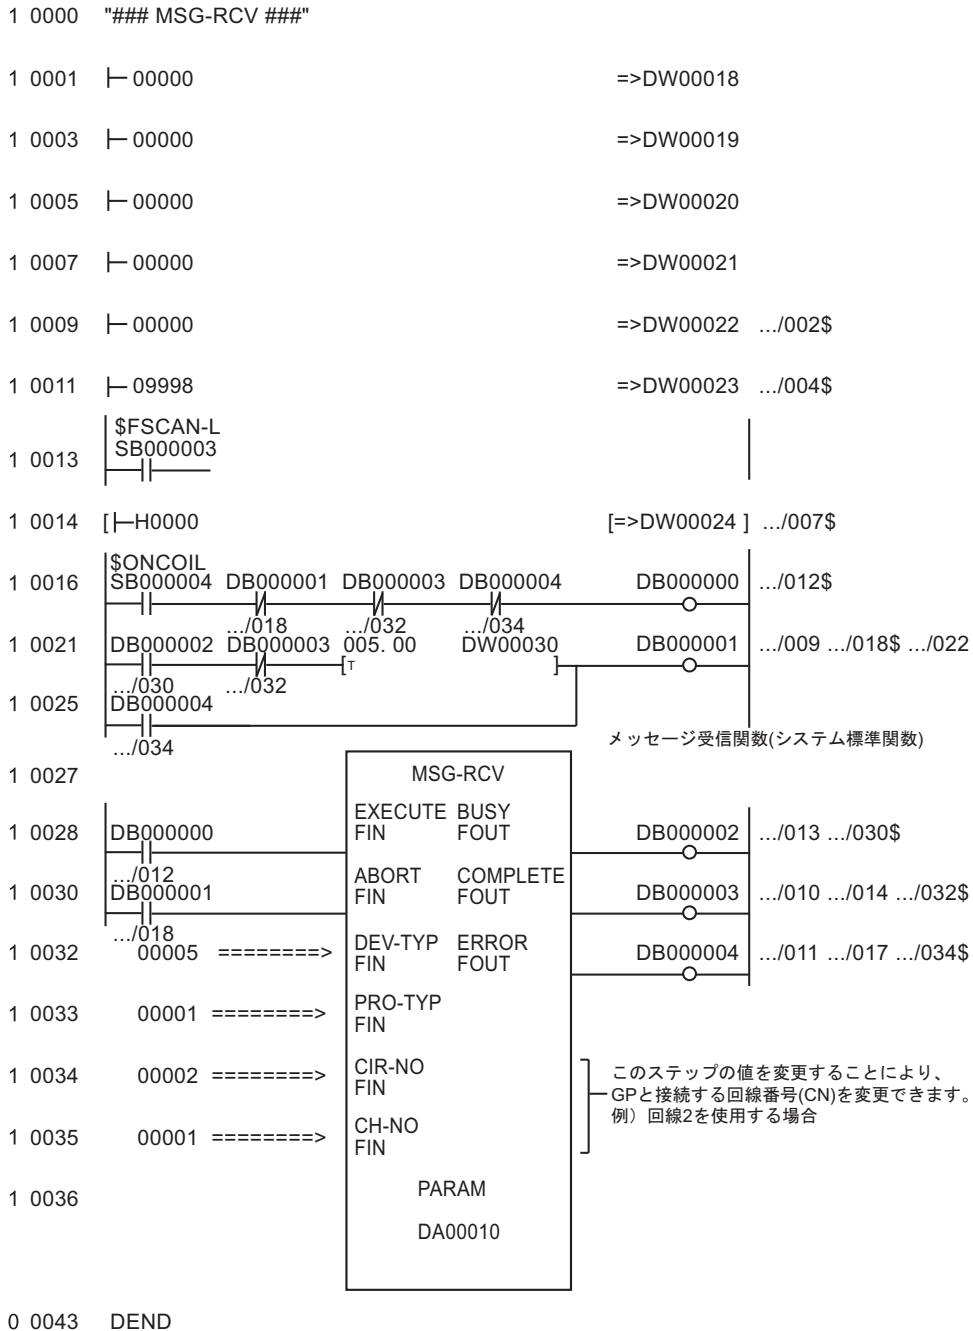 1 0000 "### MSG-RCV ###"
1 0001 00000 =>DW00018
1 0003 00000 =>DW00019
1 0005 00000 =>DW00020
1 0007 00000 =>DW00021
1 0009 00000 =>DW00022 .../002$
1 0011 09998 =>DW00023 .../004$
$FSCAN-L
SB000003
1 0013
1 0014 [ H0000 [=>DW00024 ] .../007$
$ONCOIL
1 0016 SB000004 DB000001 DB000003 DB000004 DB000000 .../012$
.../018 .../032 .../034
1 0021 DB000002 DB000003 005. 00 DW00030 DB000001 .../009 .../018$ .../022
[T ]
.../030 .../032
1 0025 DB000004
.../034
メッセージ受信関数(システム標準関数)
1 0027 MSG-RCV
EXECUTE BUSY
1 0028 DB000000 FIN FOUT DB000002 .../013 .../030$
.../012
ABORT COMPLETE
1 0030 DB000001 FIN FOUT DB000003 .../010 .../014 .../032$
.../018
DEV-TYP ERROR
1 0032 00005 ========> FIN FOUT DB000004 .../011 .../017 .../034$
PRO-TYP
1 0033 00001 ========> FIN
CIR-NO
1 0034 00002 ========> FIN
このステップの値を変更することにより、
GPと接続する回線番号(CN)を変更できます。
例）回線2を使用する場合
CH-NO
1 0035 00001 ========> FIN
PARAM
1 0036
DA00010
0 0043 DEND